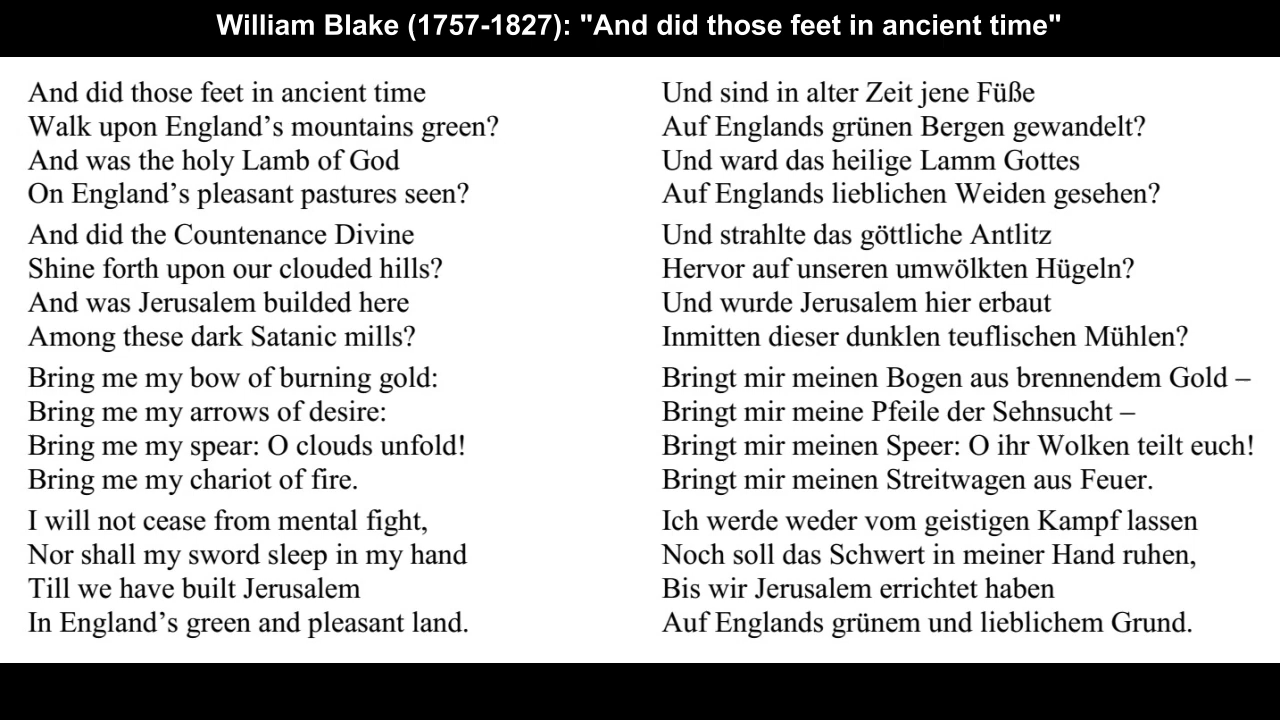 William Blake (1757-1827): "And did those feet in ancient time"
And did those feet in ancient time
Walk upon England’s mountains green?
And was the holy Lamb of God
On England’s pleasant pastures seen?
And did the Countenance Divine
Shine forth upon our clouded hills?
And was Jerusalem builded here
Among these dark Satanic mills?
Bring me my bow of burning gold:
Bring me my arrows of desire:
Bring me my spear: O clouds unfold!
Bring me my chariot of fire.
I will not cease from mental fight,
Nor shall my sword sleep in my hand
Till we have built Jerusalem
In England’s green and pleasant land.
Und sind in alter Zeit jene Füße
Auf Englands grünen Bergen gewandelt?
Und ward das heilige Lamm Gottes
Auf Englands lieblichen Weiden gesehen?
Und strahlte das göttliche Antlitz
Hervor auf unseren umwölkten Hügeln?
Und wurde Jerusalem hier erbaut
Inmitten dieser dunklen teuflischen Mühlen?
Bringt mir meinen Bogen aus brennendem Gold –
Bringt mir meine Pfeile der Sehnsucht –
Bringt mir meinen Speer: O ihr Wolken teilt euch!
Bringt mir meinen Streitwagen aus Feuer.
Ich werde weder vom geistigen Kampf lassen
Noch soll das Schwert in meiner Hand ruhen,
Bis wir Jerusalem errichtet haben
Auf Englands grünem und lieblichem Grund.